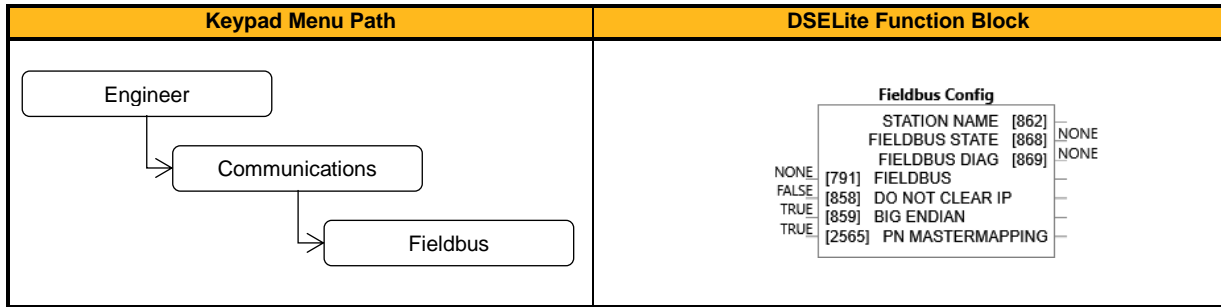 Keypad Menu Path
DSELite Function Block
Engineer
Communications
Fieldbus
Fieldbus Config
STATION NAME [862]
FIELDBUS STATE [868] NONE
FIELDBUS DIAG [869] NONE
NONE [791] FIELDBUS
FALSE [858] DO NOT CLEAR IP
TRUE [859] BIG ENDIAN
TRUE [2565] PN MASTERMAPPING